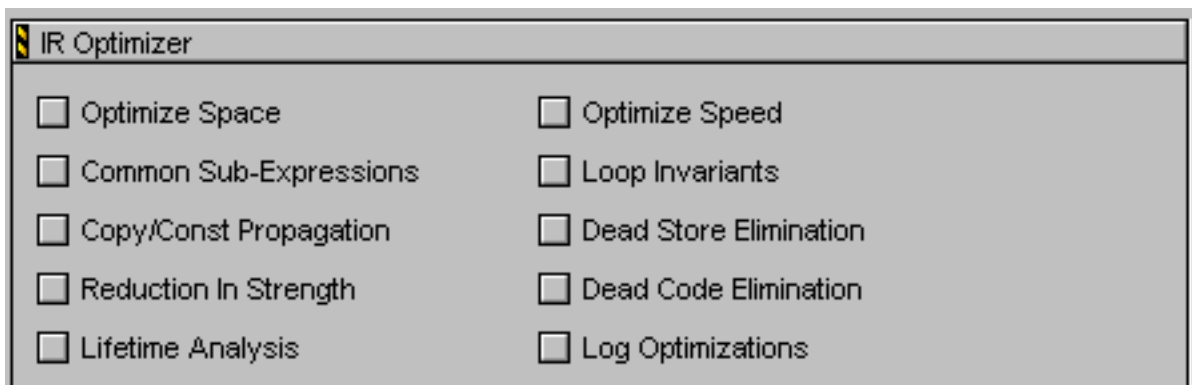 IR Optimizer
Optimize Space
Optimize Speed
Common Sub-Expressions
Loop Invariants
Copy/Const Propagation
Dead Store Elimination
Reduction In Strength
Dead Code Elimination
Lifetime Analysis
Log Optimizations